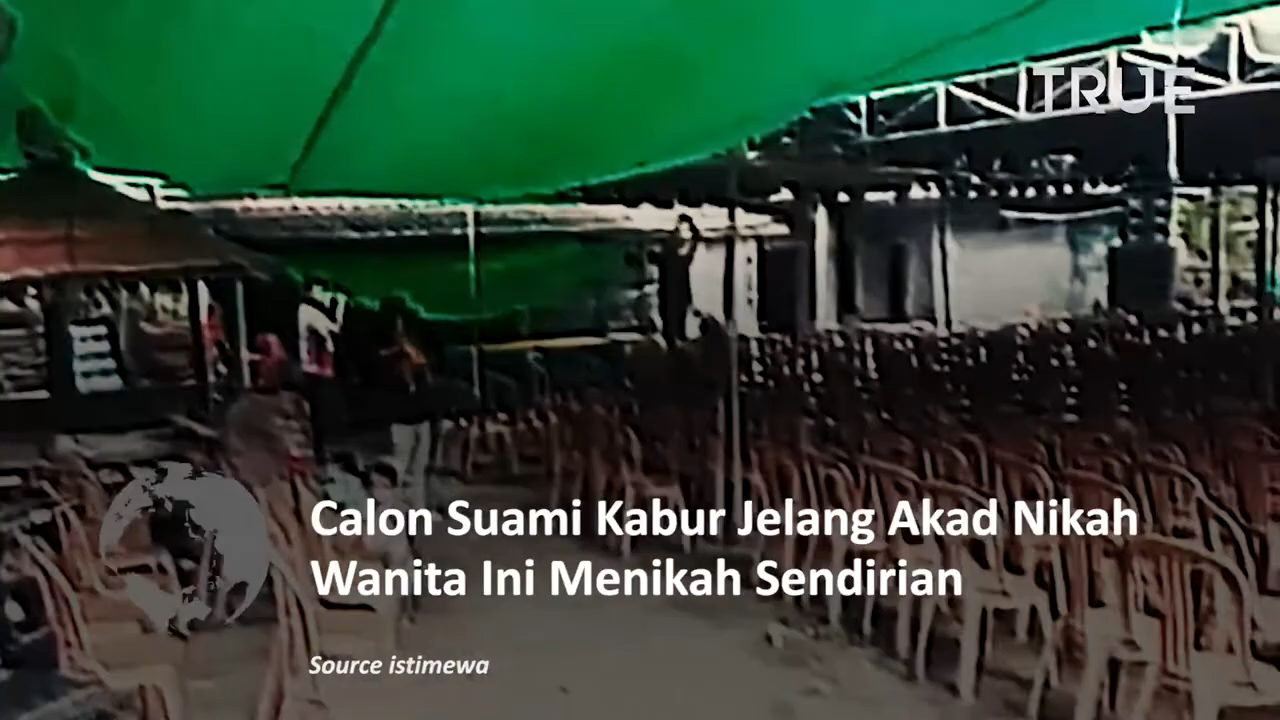 TRUE
Calon Suami Kabur Jelang Akad Nikah
Wanita Ini Menikah Sendirian
Source istimewa